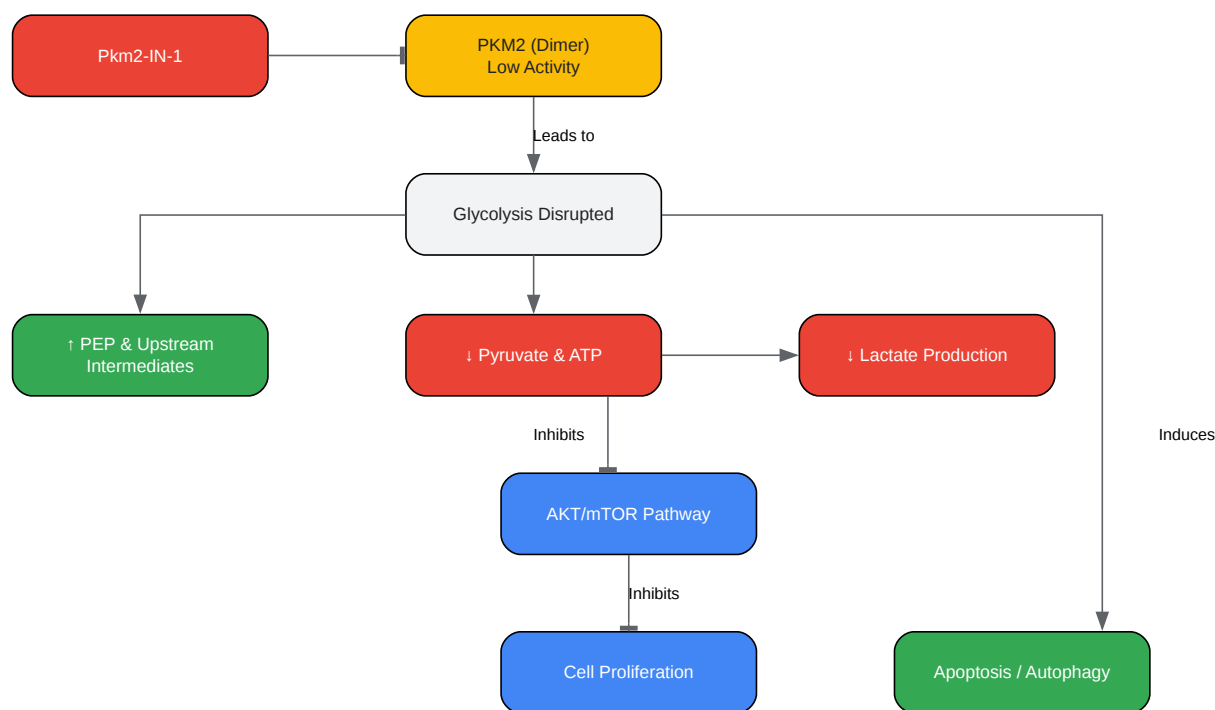 Pkm2-IN-1
PKM2 (Dimer)
Low Activity
Leads to
Glycolysis Disrupted
↑ PEP & Upstream
Intermediates
↓ Pyruvate & ATP
↓ Lactate Production
Inhibits
Induces
AKT/mTOR Pathway
Inhibits
Cell Proliferation
Apoptosis / Autophagy